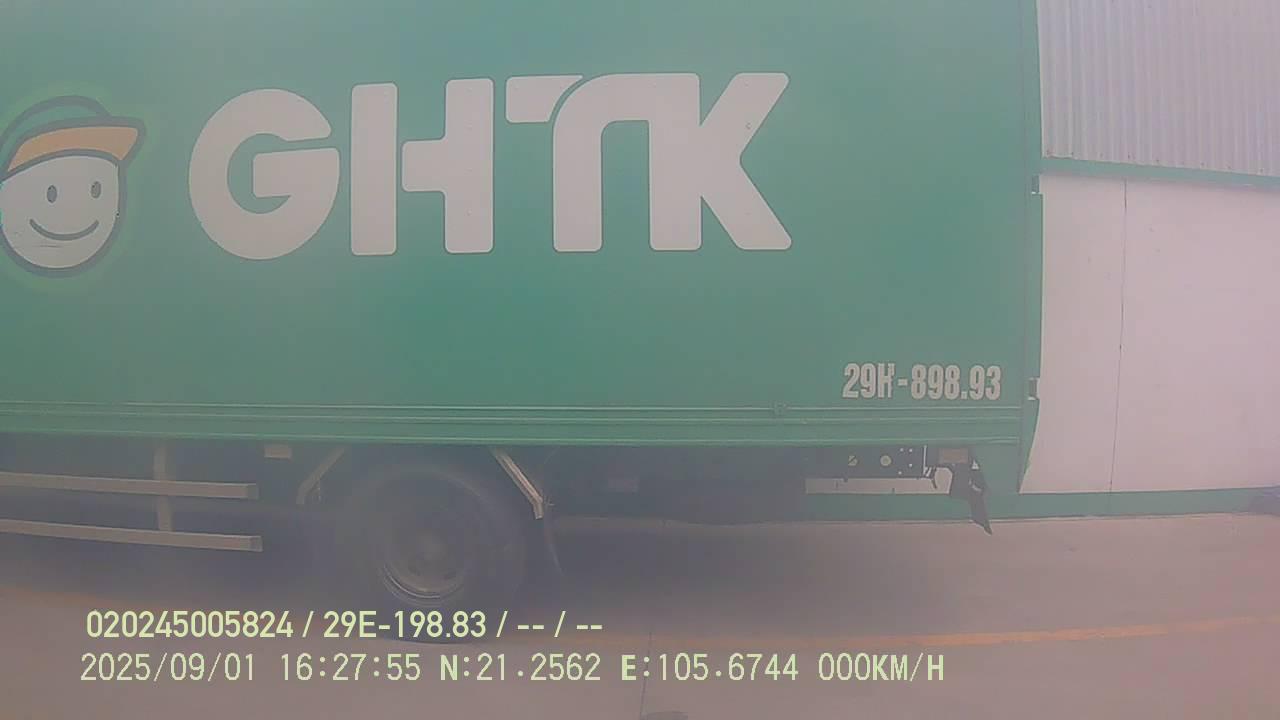 GHTK
29H-898.93
020245005824 / 29E-198.83 / -- / --
2025/09/01 16:27:55 N:21.2562 E:105.6744 000KM/H